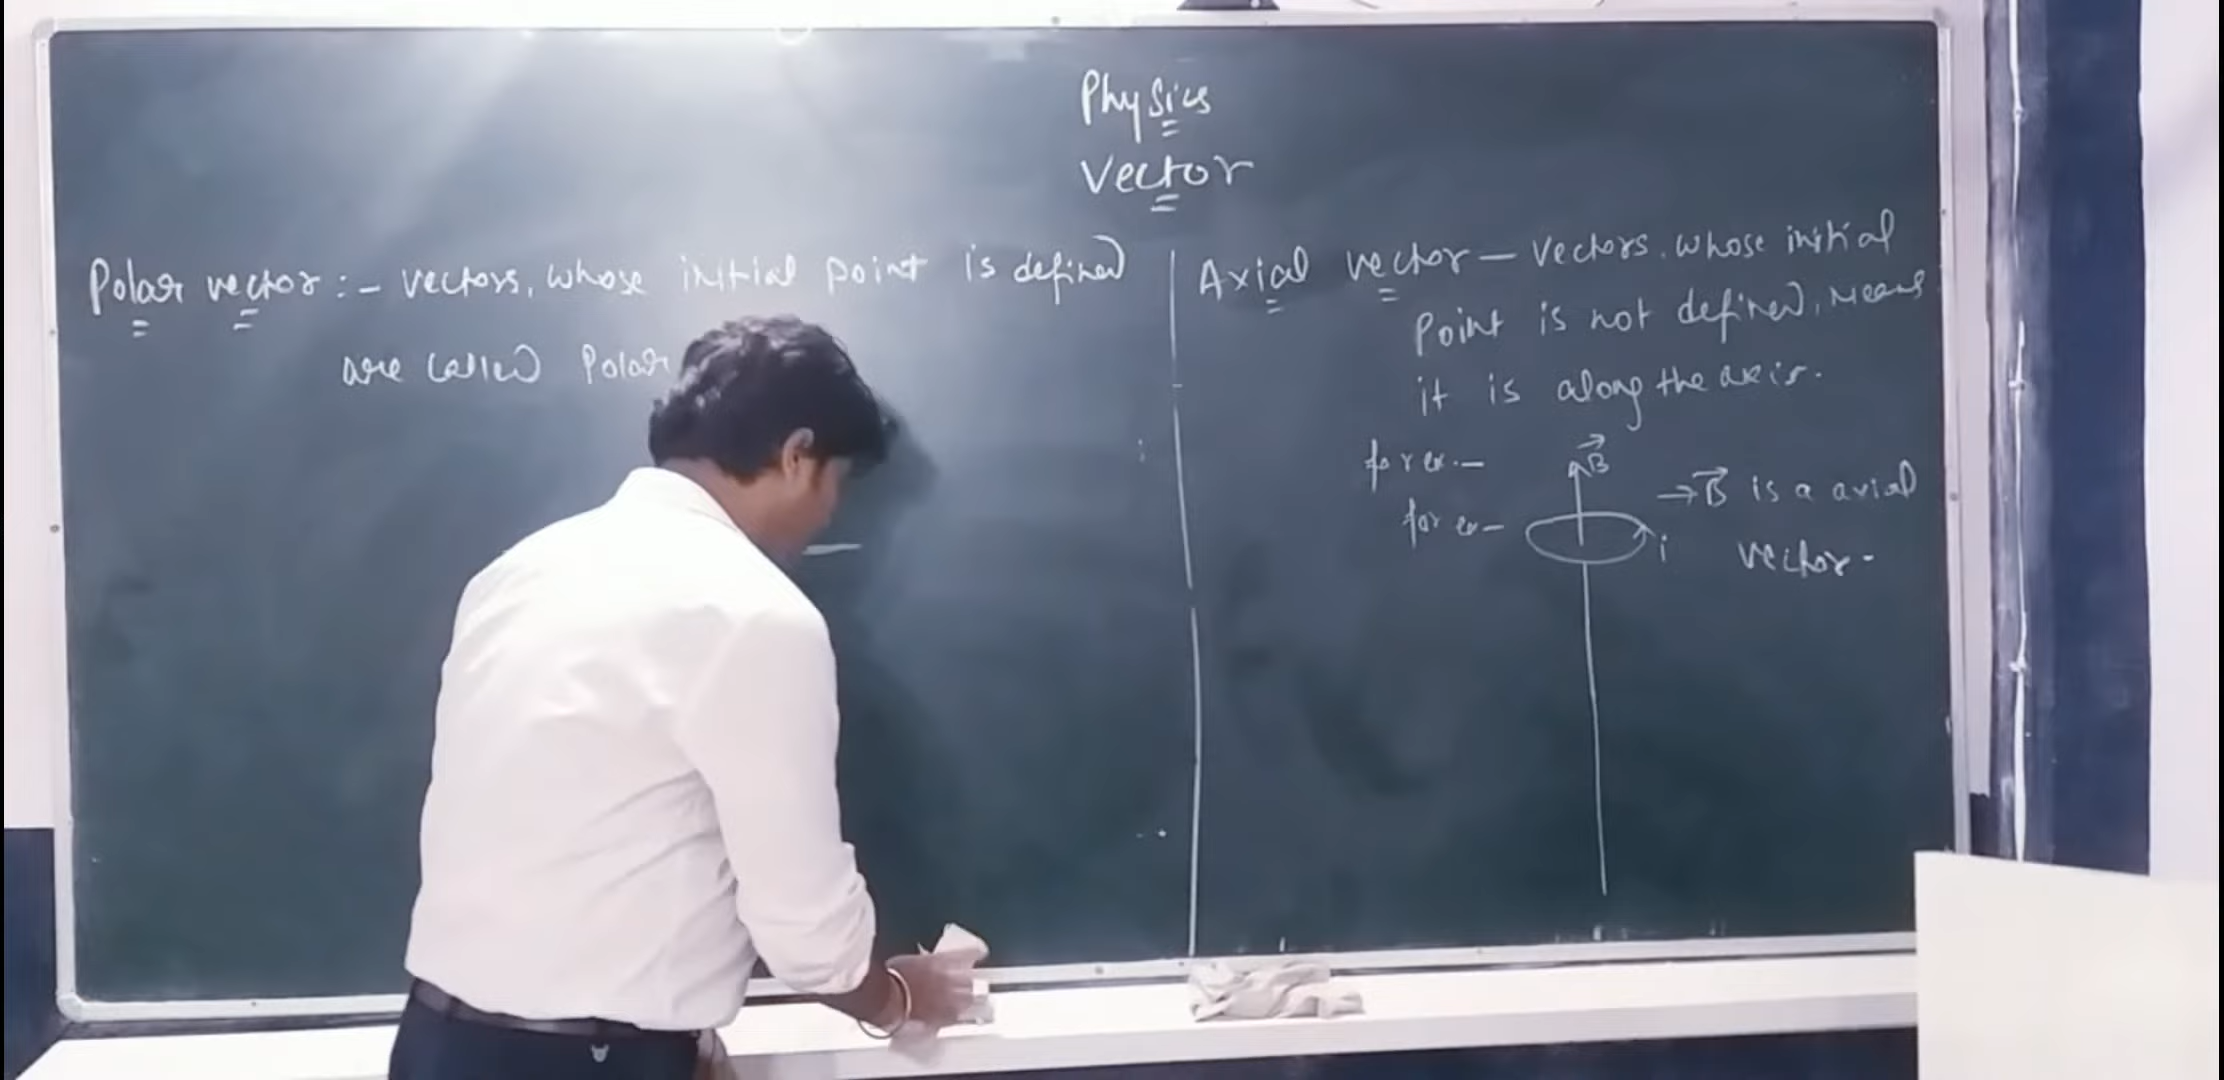 Physics
Vector
Polar vector :- vectors, whose initial point is defined
are called Polar
Axial vector – vectors. whose initial
Point is not defined, means
it is along the axis.
for ex.-
B
for ex-
i
→ B is a axial
vector.